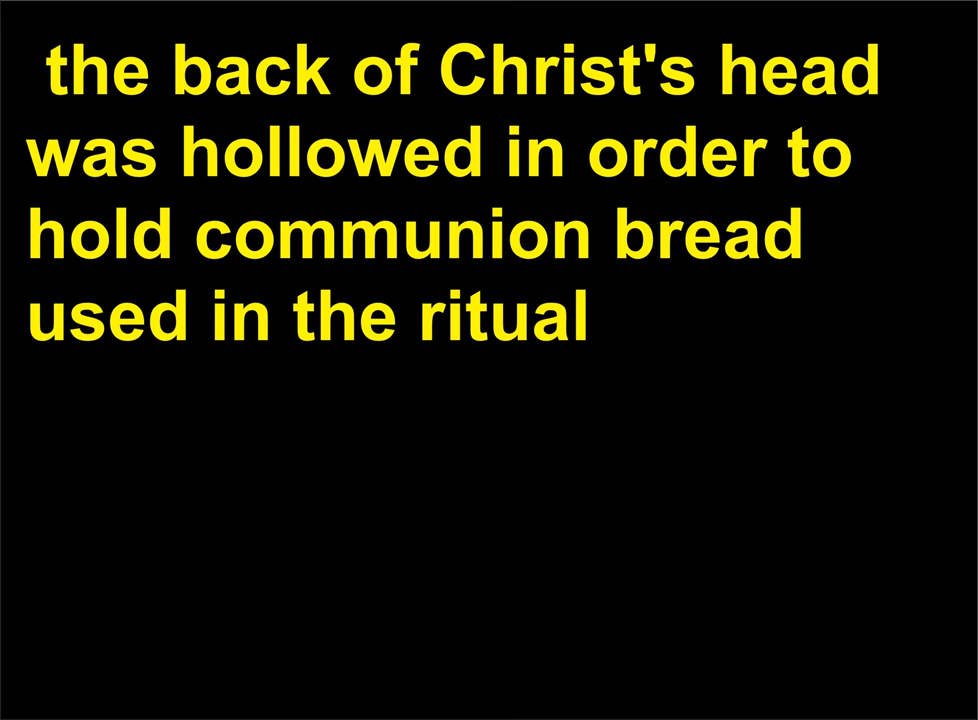 the back of Christ's head
was hollowed in order to
hold communion bread
used in the ritual